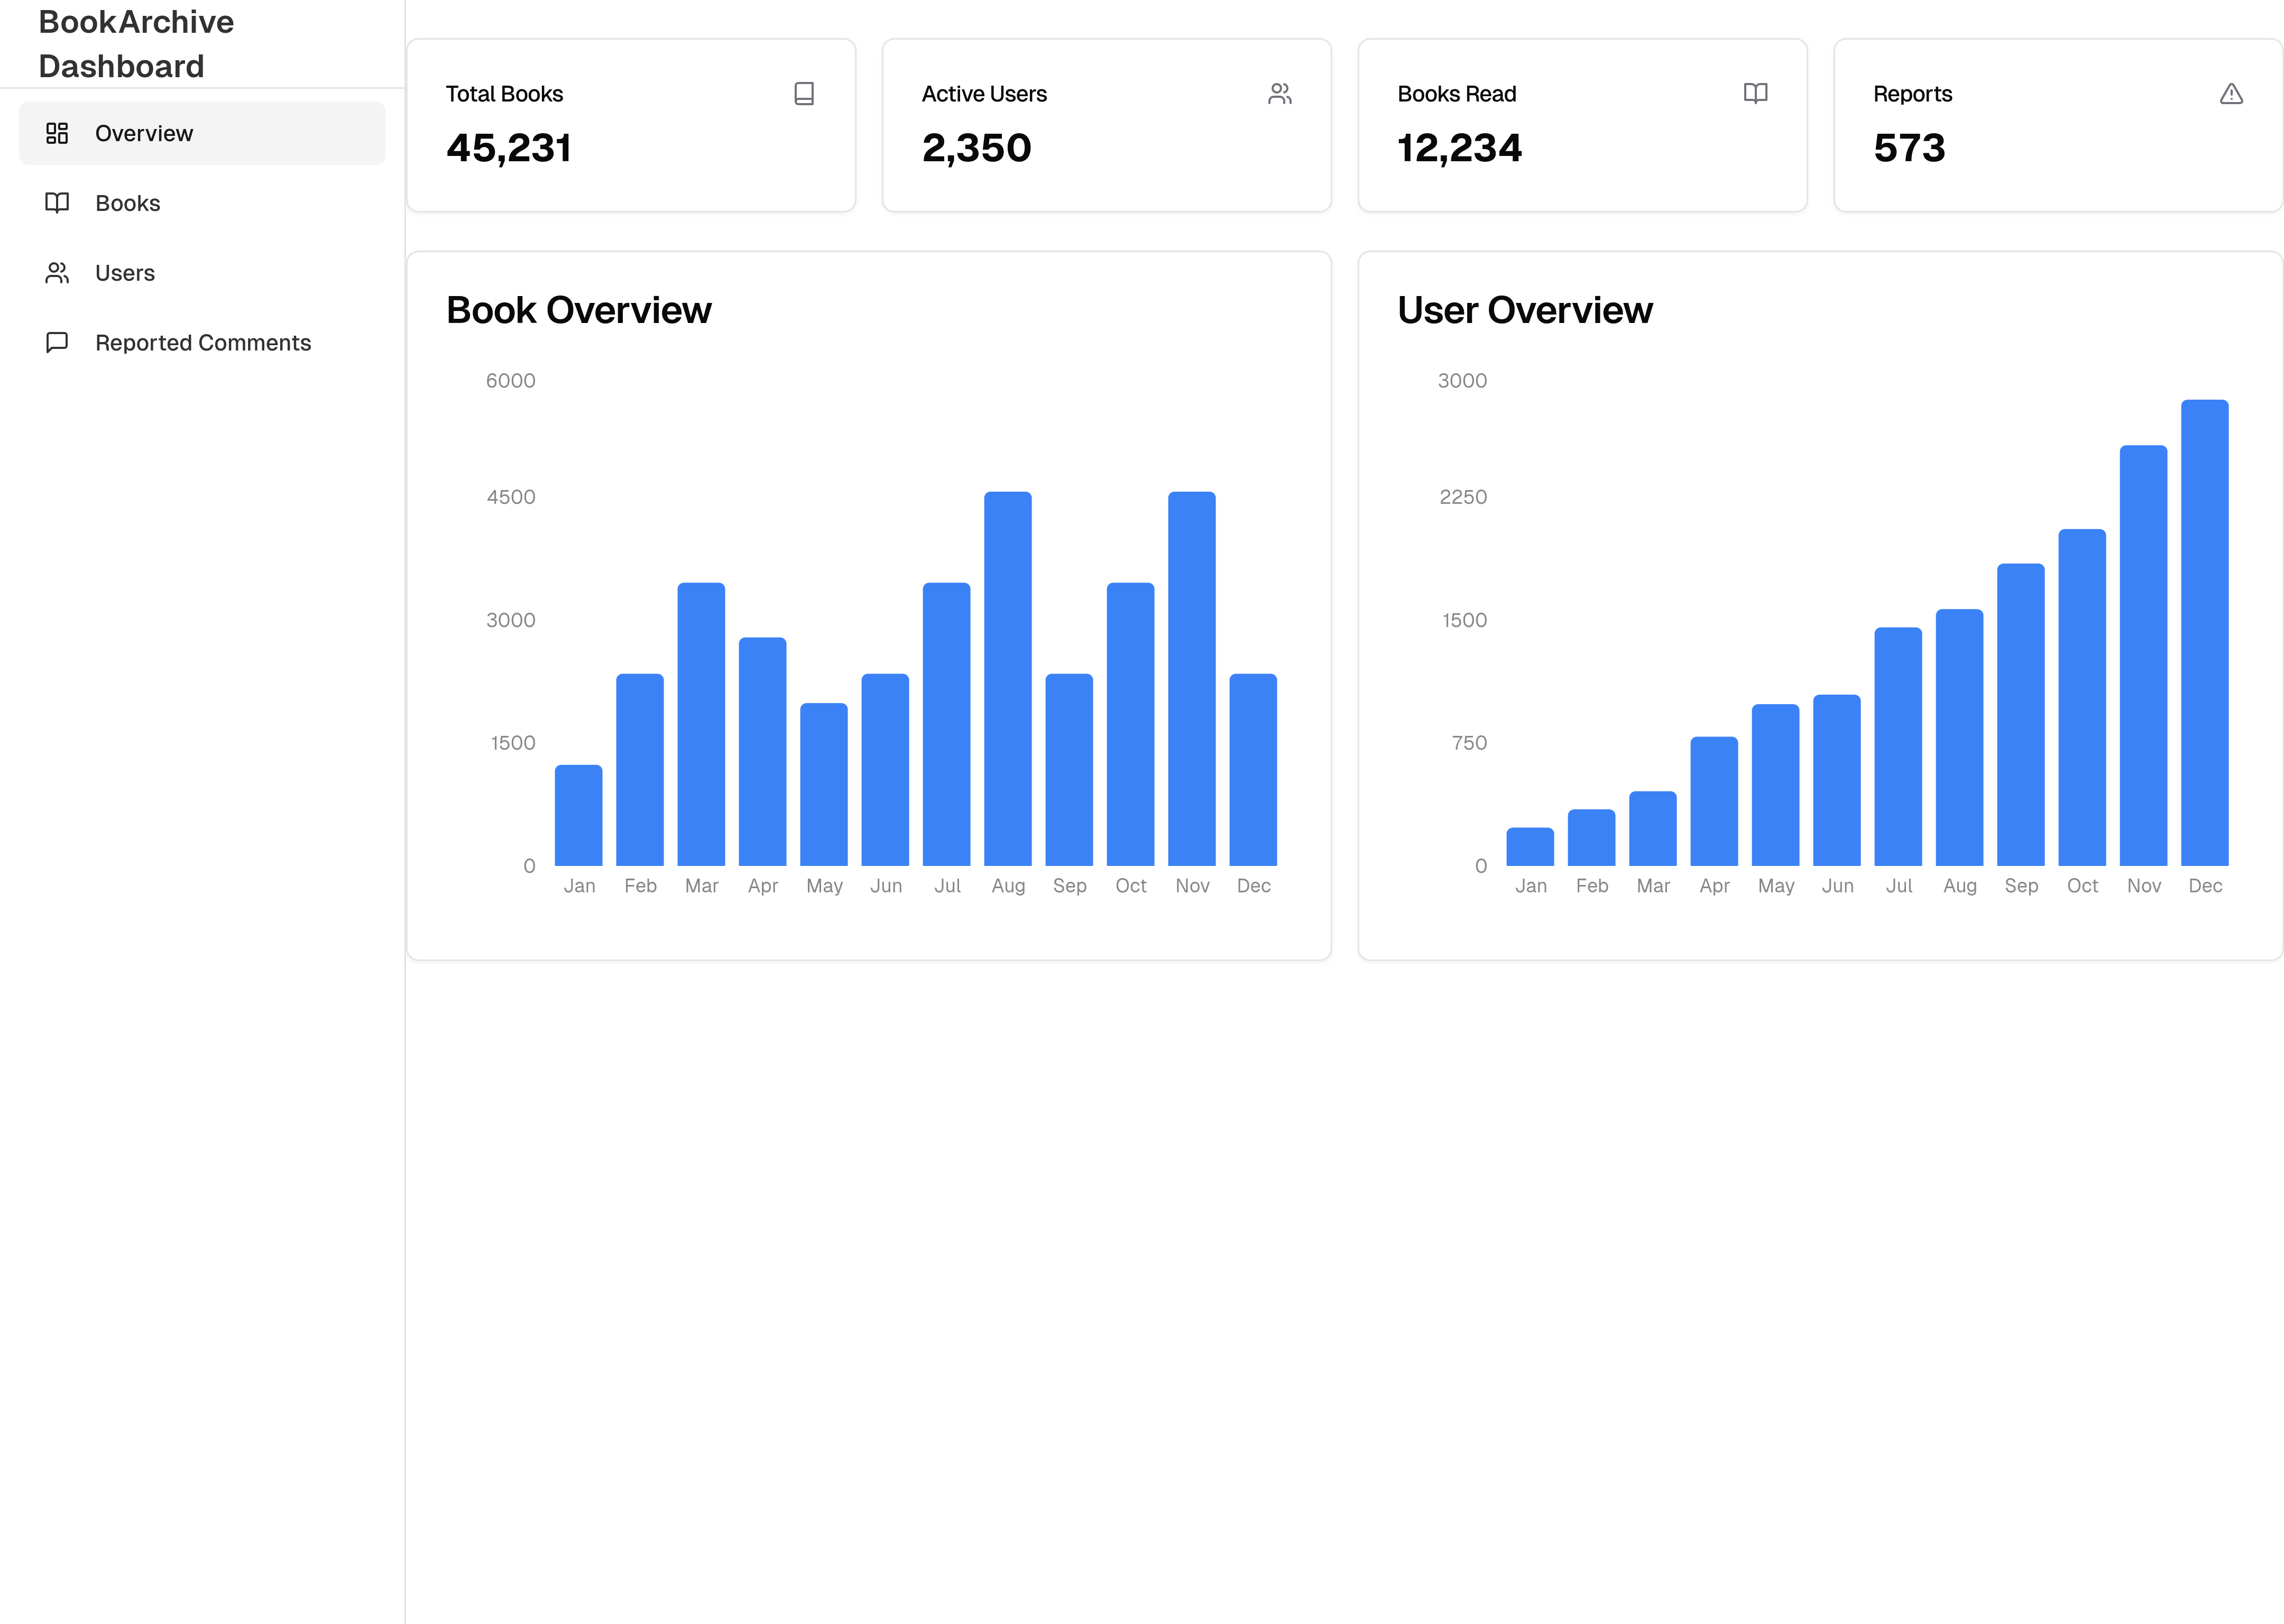 BookArchive
Dashboard
Overview
Books
Users
Reported Comments
Total Books
45,231
Active Users
2,350
Books Read
12,234
Reports
573
Book Overview
6000
4500
3000
1500
0
Jan Feb Mar Apr May Jun Jul Aug Sep Oct Nov Dec
User Overview
3000
2250
1500
750
0
Jan Feb Mar Apr May Jun Jul Aug Sep Oct Nov Dec